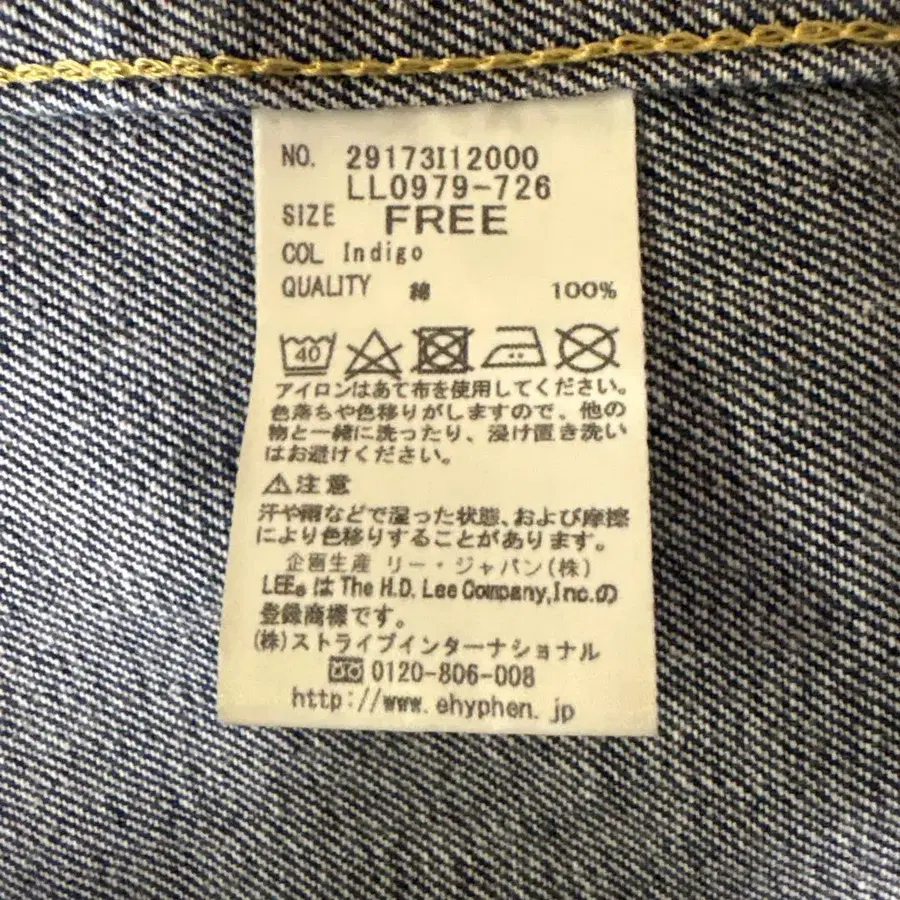 NO. 29173I12000
LL0979-726
SIZE FREE
COL Indigo
QUALITY 綿 100%
40
アイロンはあて布を使用してください。
色落ちや色移りがしますので、他の
物と一緒に洗ったり、浸け置き洗い
はお避けください。
⚠注意
汗や雨などで湿った状態、および摩擦
により色移りすることがあります。
企画生産 リー・ジャパン(株)
LEE®は The H.D. Lee Company,Inc.の
登録商標です。
(株)ストライプインターナショナル
0120-806-008
http://www.ehyphen.jp